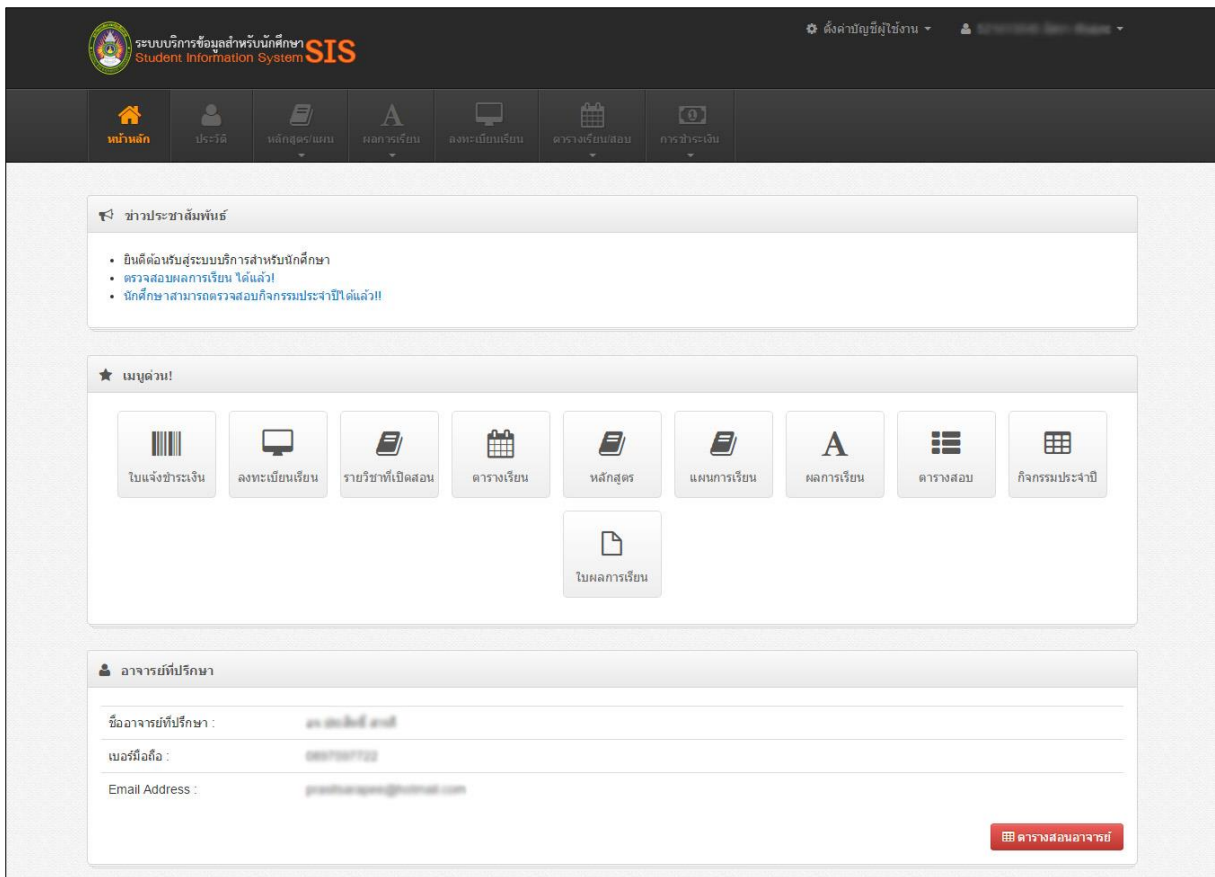 ระบบบริการข้อมูลสำหรับนักศึกษา
Student Information System SIS
ตั้งค่าบัญชีผู้ใช้งาน
หน้าหลัก
ประวัติ
หลักสูตร/แผน
ผลการเรียน
ลงทะเบียนเรียน
ตารางเรียน/สอบ
การชำระเงิน
ข่าวประชาสัมพันธ์
ยินดีต้อนรับสู่ระบบบริการสำหรับนักศึกษา
ตรวจสอบผลการเรียน ได้แล้ว!
นักศึกษาสามารถตรวจสอบกิจกรรมประจำปีได้แล้ว!!
เมนูด่วน!
ใบแจ้งชำระเงิน
ลงทะเบียนเรียน
รายวิชาที่เปิดสอน
ตารางเรียน
หลักสูตร
แผนการเรียน
ผลการเรียน
ตารางสอบ
กิจกรรมประจำปี
ใบผลการเรียน
อาจารย์ที่ปรึกษา
ชื่ออาจารย์ที่ปรึกษา :
เบอร์มือถือ :
Email Address :
ตารางสอนอาจารย์